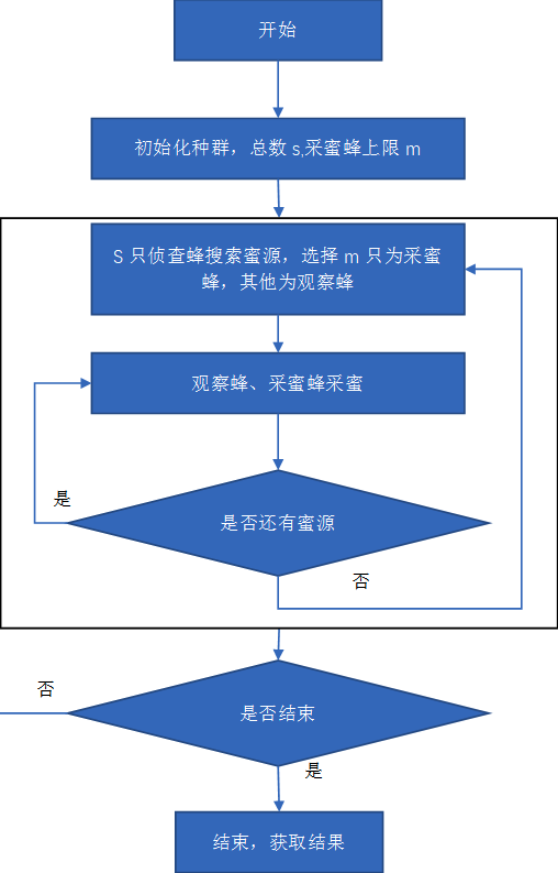 开始
初始化种群，总数 s,采蜜蜂上限 m
S 只侦查蜂搜索蜜源，选择 m 只为采蜜
蜂，其他为观察蜂
观察蜂、采蜜蜂采蜜
是
是否还有蜜源
否
否
是否结束
是
结束，获取结果